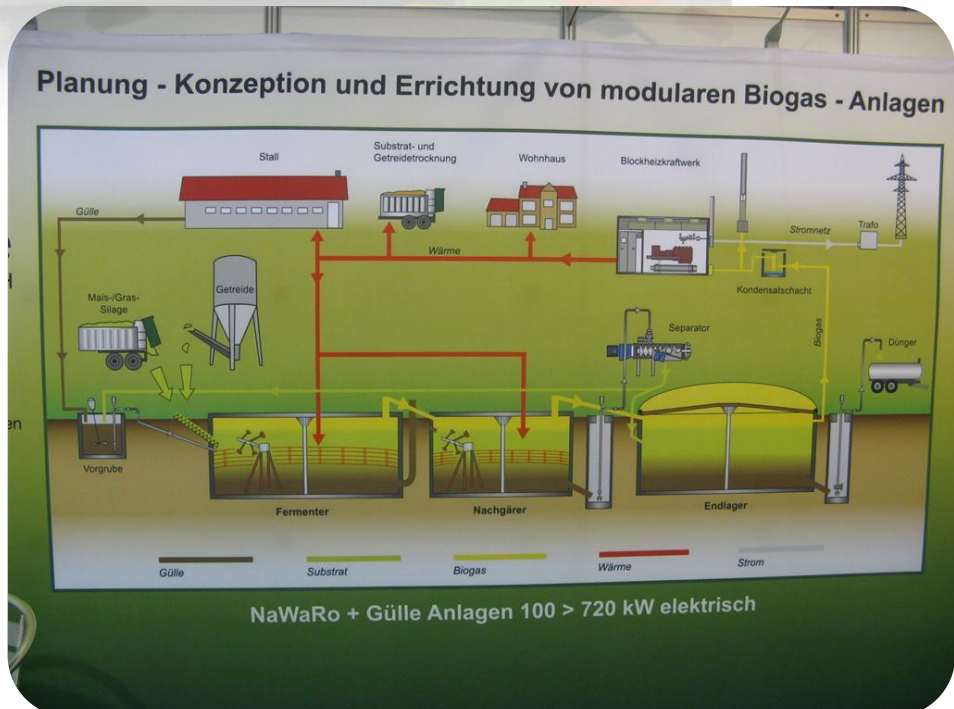 Planung - Konzeption und Errichtung von modularen Biogas - Anlagen
Stall
Substrat- und
Getreidetrocknung
Wohnhaus
Blockheizkraftwerk
Gülle
Wärme
Stromnetz
Trafo
Mais-/Gras-
Silage
Getreide
Kondensatschacht
Separator
Biogas
Dünger
Vorgrube
Fermenter
Nachgärer
Endlager
Gülle
Substrat
Biogas
Wärme
Strom
NaWaRo + Gülle Anlagen 100 > 720 kW elektrisch